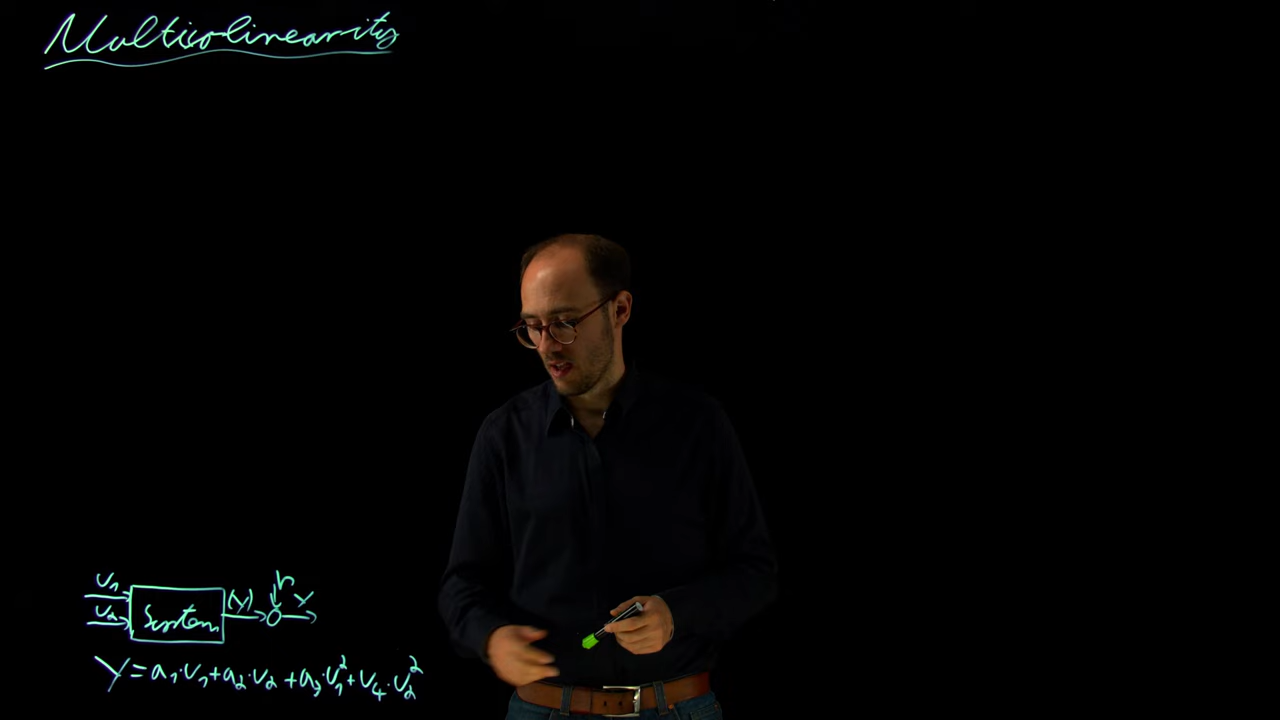 Multicolinearity
U₁
U₂
System
(y)
n
y
y = a₁·U₁ + a₂·U₂ + a₃·U₁² + U₄·U₂²